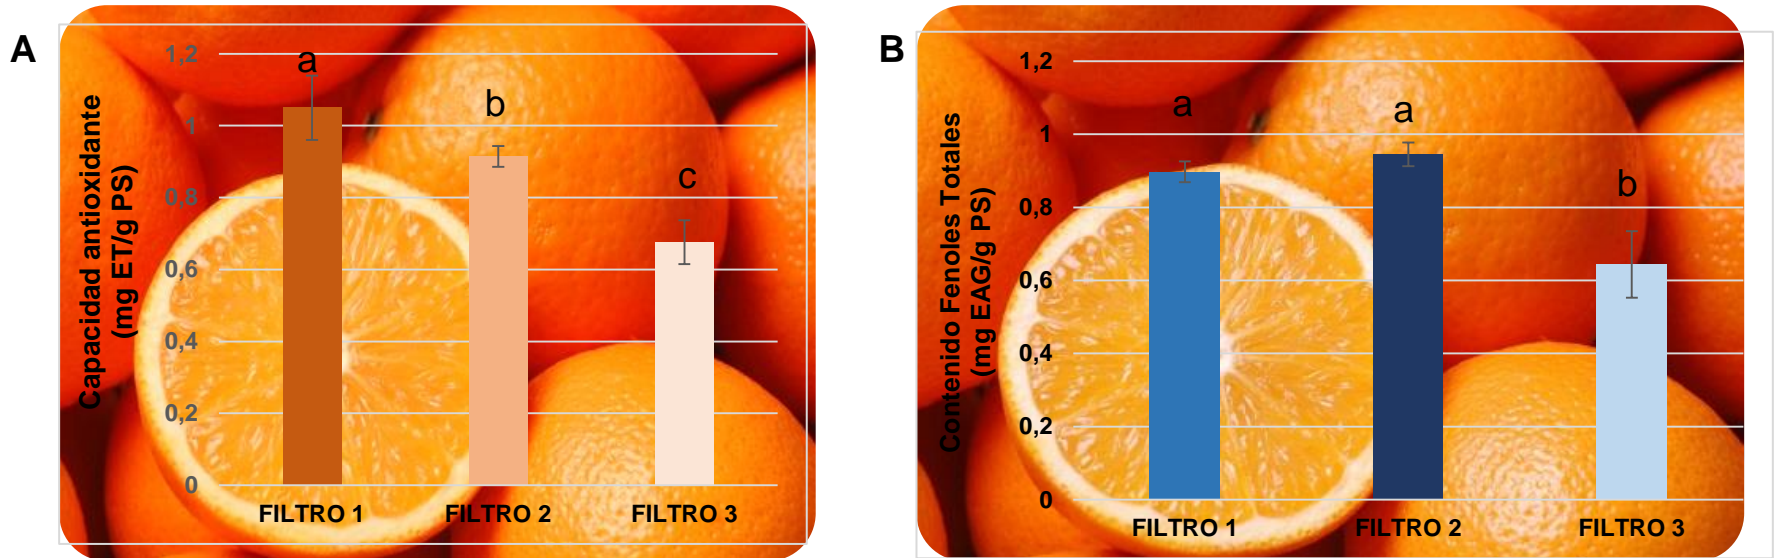 A
Capacidad antioxidante
(mg ET/g PS)
1,2
1
0,8
0,6
0,4
0,2
0
a
b
c
FILTRO 1
FILTRO 2
FILTRO 3
B
Contenido Fenoles Totales
(mg EAG/g PS)
1,2
1
0,8
0,6
0,4
0,2
0
a
a
b
FILTRO 1
FILTRO 2
FILTRO 3